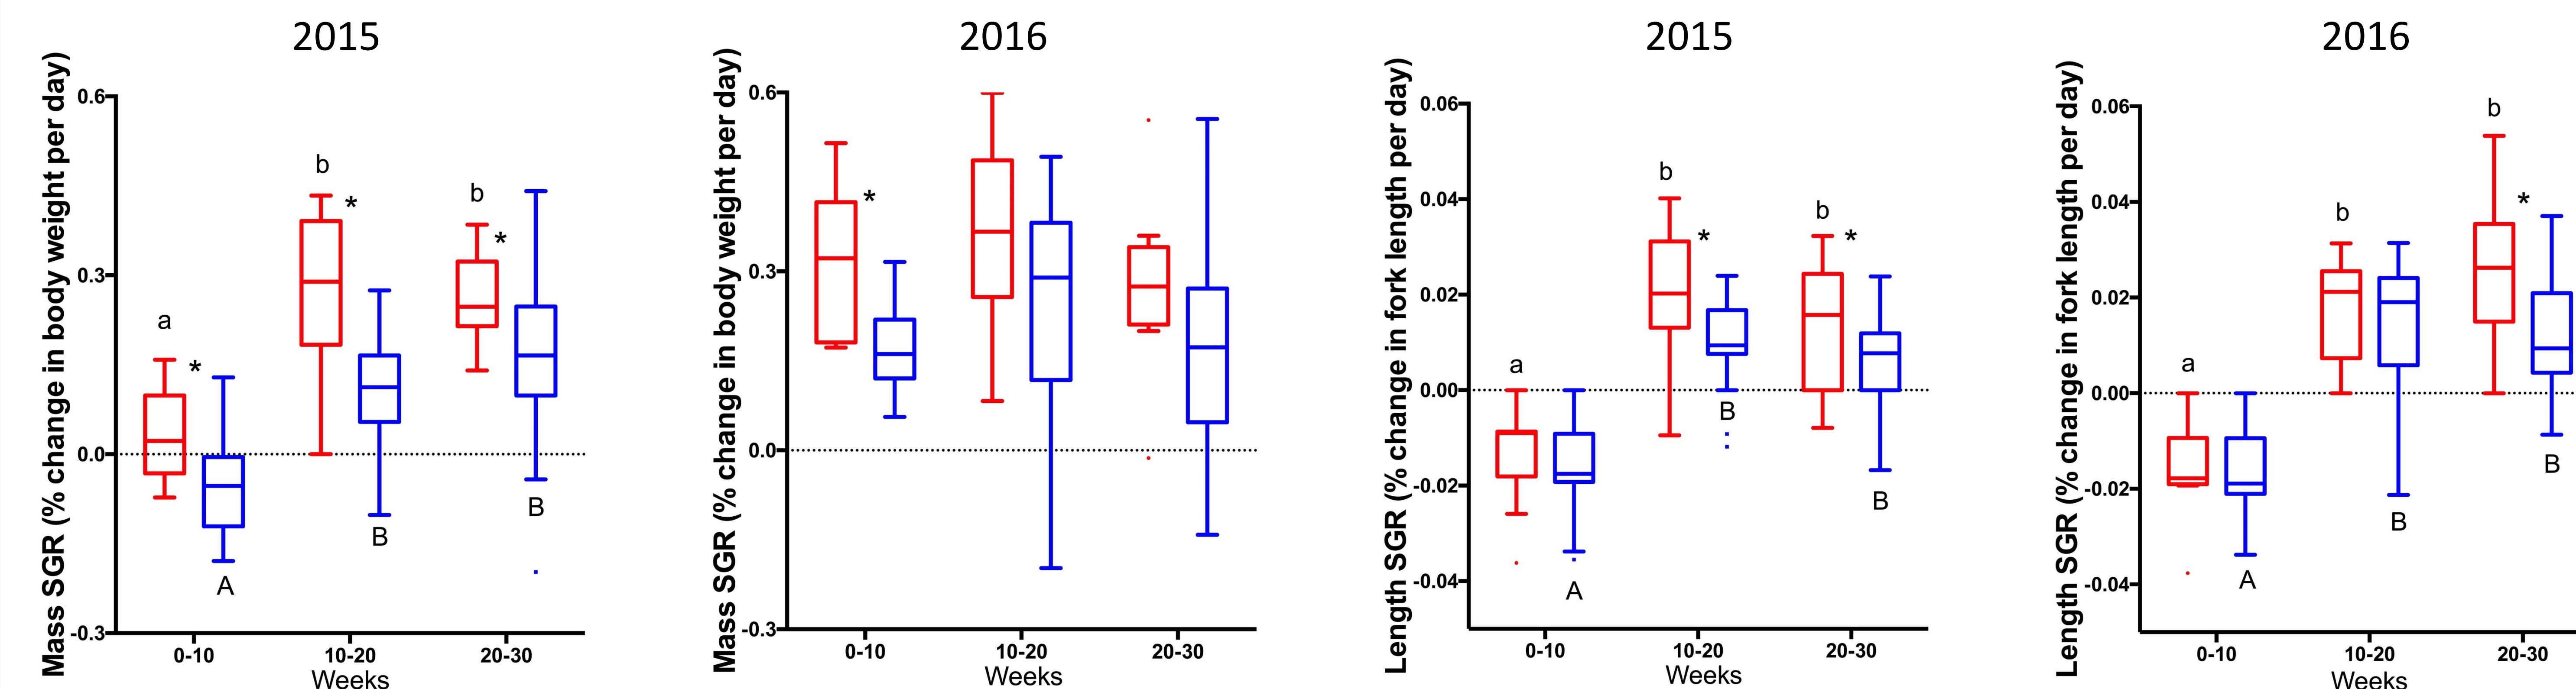 2015
Mass SGR (% change in body weight per day)
0.6
0.3
0.0
-0.3
a
*
A
b
*
B
b
*
B
0-10
10-20
20-30
Weeks
2016
Mass SGR (% change in body weight per day)
0.6
0.3
0.0
-0.3
*
0-10
10-20
20-30
Weeks
2015
Length SGR (% change in fork length per day)
0.06
0.04
0.02
0.00
-0.02
-0.04
a
A
b
*
B
b
*
B
0-10
10-20
20-30
Weeks
2016
Length SGR (% change in fork length per day)
0.06
0.04
0.02
0.00
-0.02
-0.04
a
A
b
B
b
*
B
0-10
10-20
20-30
Weeks